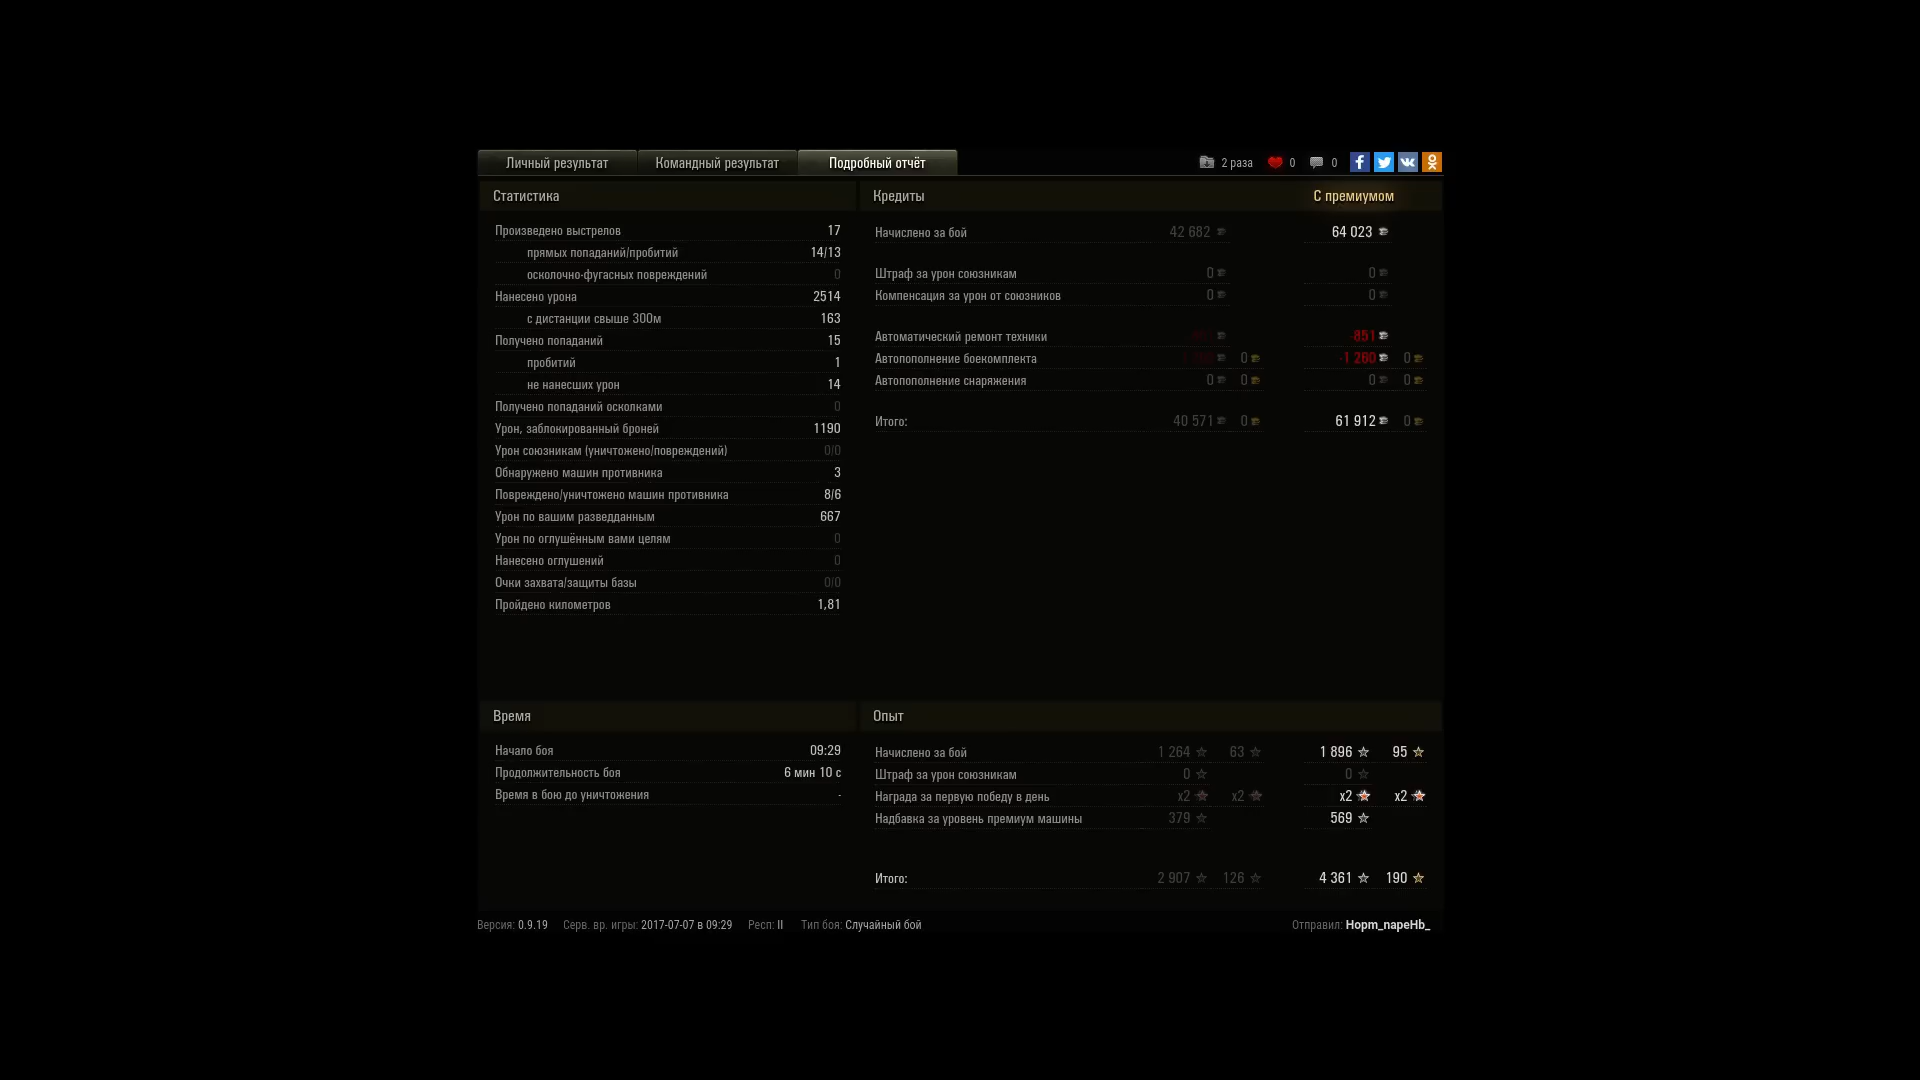 Личный результат Командный результат Подробный отчёт 2 раза 0 0
Статистика
Произведено выстрелов 17
прямых попаданий/пробитий 14/13
осколочно-фугасных повреждений 0
Нанесено урона 2514
с дистанции свыше 300м 163
Получено попаданий 15
пробитий 1
не нанесших урон 14
Получено попаданий осколками 0
Урон, заблокированный броней 1190
Урон союзникам (уничтожено/повреждений) 0/0
Обнаружено машин противника 3
Повреждено/уничтожено машин противника 8/6
Урон по вашим разведданным 667
Урон по оглушённым вами целям 0
Нанесено оглушений 0
Очки захвата/защиты базы 0/0
Пройдено километров 1,81
Кредиты С премиумом
Начислено за бой 42 682 64 023
Штраф за урон союзникам 0 0
Компенсация за урон от союзников 0 0
Автоматический ремонт техники -851
Автопополнение боекомплекта 0 -1 260 0
Автопополнение снаряжения 0 0 0 0
Итого: 40 571 0 61 912 0
Время
Начало боя 09:29
Продолжительность боя 6 мин 10 с
Время в бою до уничтожения -
Опыт
Начислено за бой 1 264 63 1 896 95
Штраф за урон союзникам 0 0
Награда за первую победу в день x2 x2 x2 x2
Надбавка за уровень премиум машины 379 569
Итого: 2 907 126 4 361 190
Версия: 0.9.19 Серв. вр. игры: 2017-07-07 в 09:29 Респ: II Тип боя: Случайный бой Отправил: Hopm_napeHb_